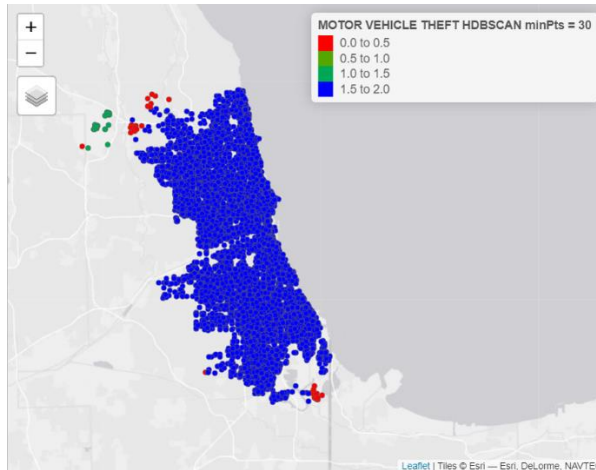 +
−
MOTOR VEHICLE THEFT HDBSCAN minPts = 30
0.0 to 0.5
0.5 to 1.0
1.0 to 1.5
1.5 to 2.0
Leaflet | Tiles © Esri — Esri, DeLorme, NAVTE